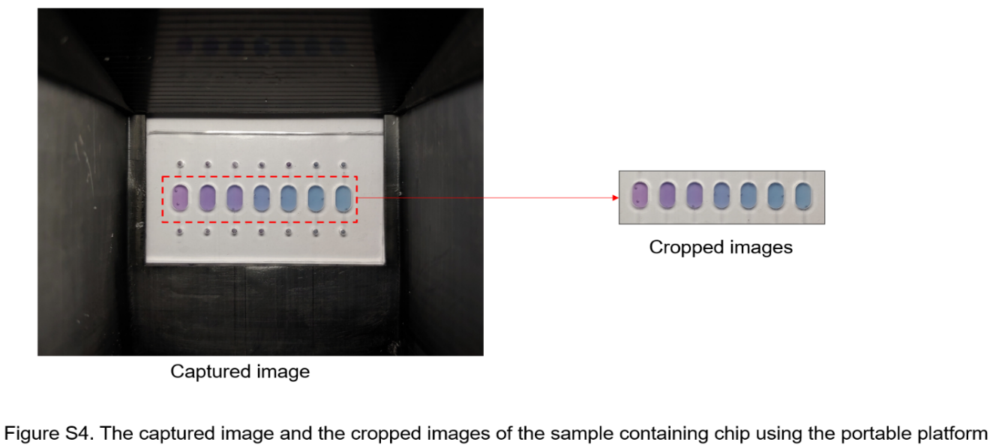 Captured image
Cropped images
Figure S4. The captured image and the cropped images of the sample containing chip using the portable platform